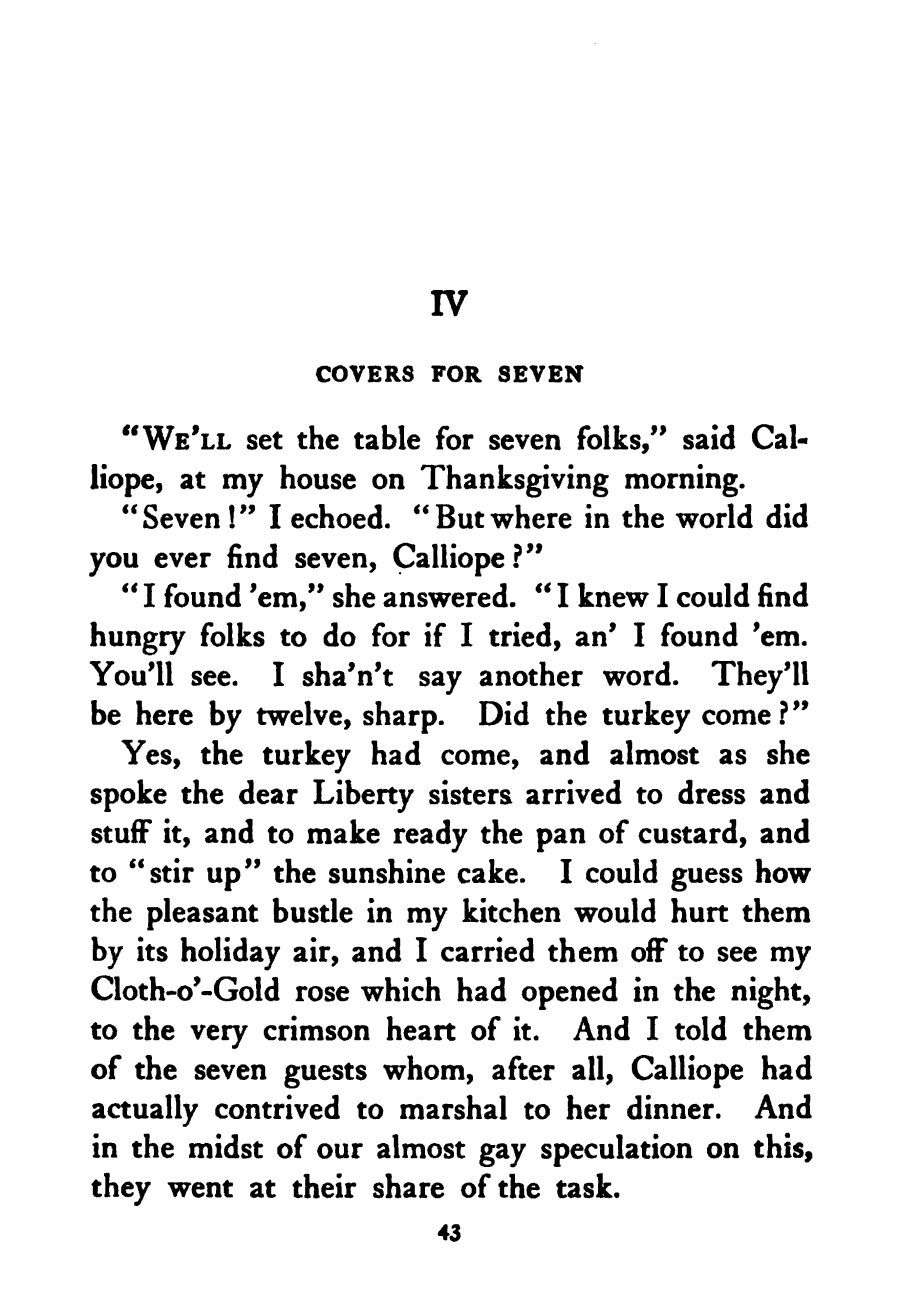 IV
COVERS FOR SEVEN
“WE’LL set the table for seven folks,” said Cal-
liope, at my house on Thanksgiving morning.
“Seven!” I echoed. “But where in the world did
you ever find seven, Calliope?”
“I found ’em,” she answered. “I knew I could find
hungry folks to do for if I tried, an’ I found ’em.
You’ll see. I sha’n’t say another word. They’ll
be here by twelve, sharp. Did the turkey come?”
Yes, the turkey had come, and almost as she
spoke the dear Liberty sisters arrived to dress and
stuff it, and to make ready the pan of custard, and
to “stir up” the sunshine cake. I could guess how
the pleasant bustle in my kitchen would hurt them
by its holiday air, and I carried them off to see my
Cloth-o’-Gold rose which had opened in the night,
to the very crimson heart of it. And I told them
of the seven guests whom, after all, Calliope had
actually contrived to marshal to her dinner. And
in the midst of our almost gay speculation on this,
they went at their share of the task.
43